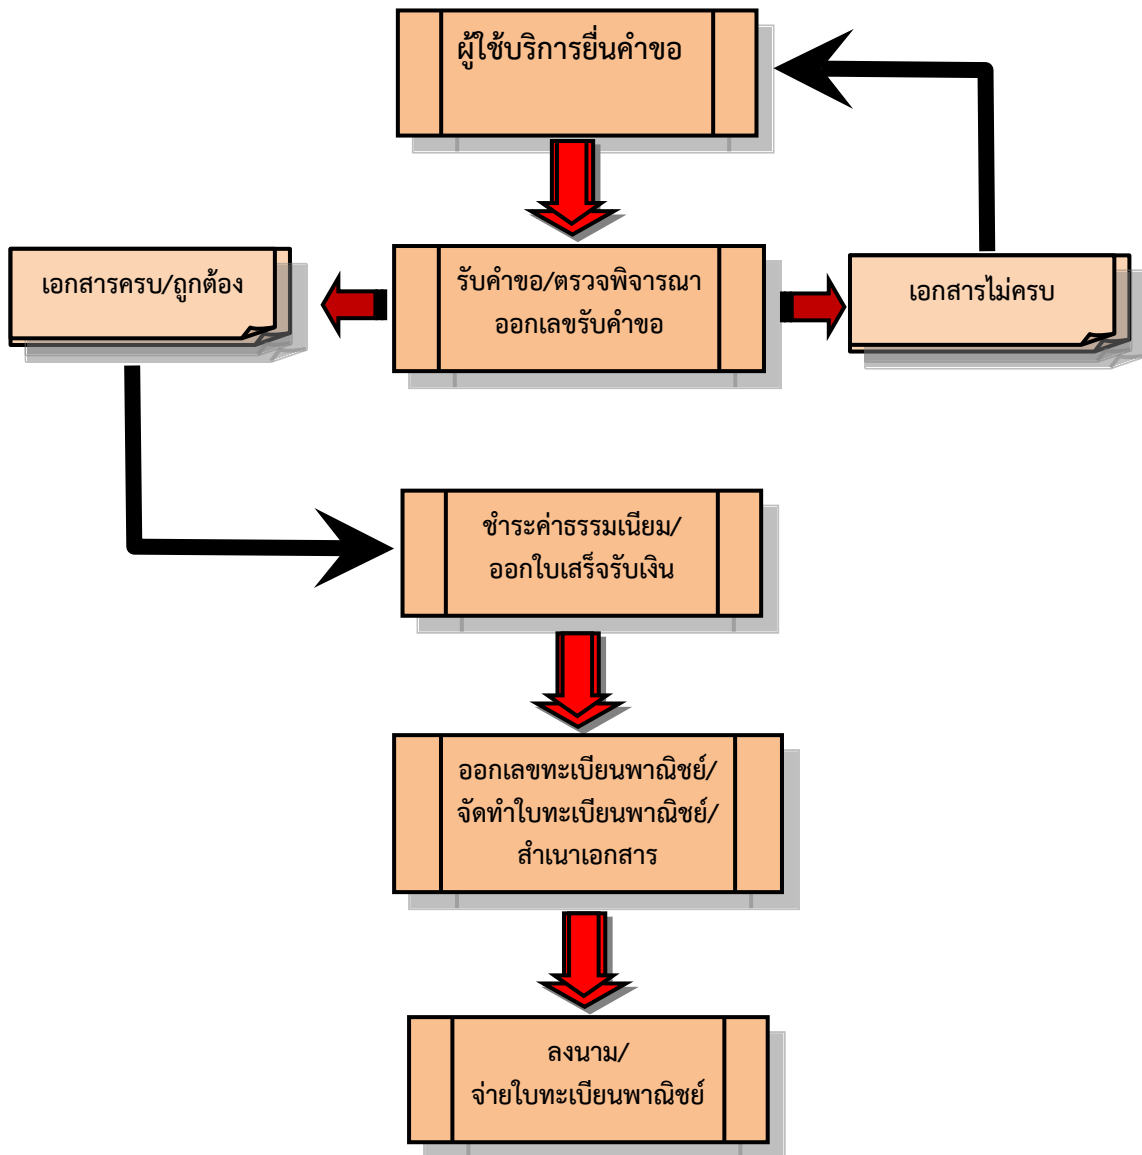 ผู้ใช้บริการยื่นคำขอ
เอกสารครบ/ถูกต้อง
รับคำขอ/ตรวจพิจารณา
ออกเลขรับคำขอ
เอกสารไม่ครบ
ชำระค่าธรรมเนียม/
ออกใบเสร็จรับเงิน
ออกเลขทะเบียนพาณิชย์/
จัดทำใบทะเบียนพาณิชย์/
สำเนาเอกสาร
ลงนาม/
จ่ายใบทะเบียนพาณิชย์